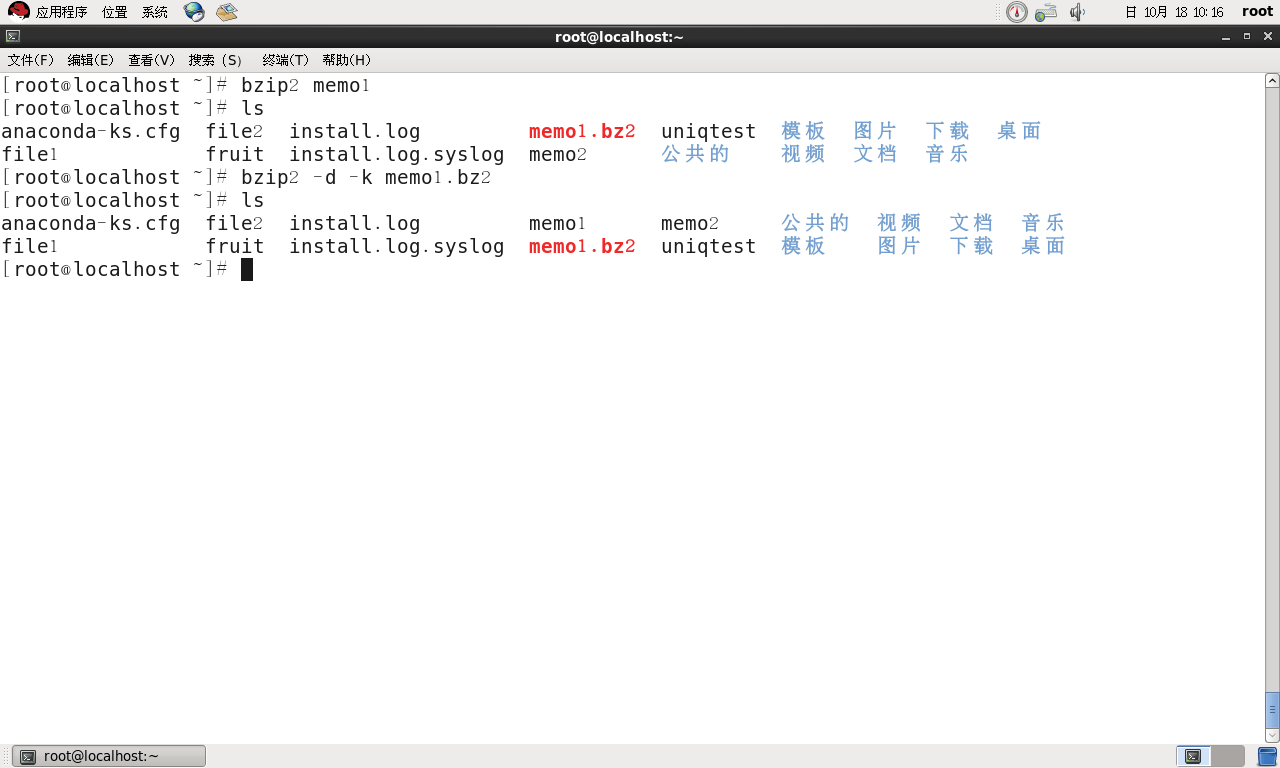 应用程序 位置 系统 日 10月 18 10:16 root
root@localhost:~
文件(F) 编辑(E) 查看(V) 搜索 (S) 终端(T) 帮助(H)
[root@localhost ~]# bzip2 memo1
[root@localhost ~]# ls
anaconda-ks.cfg file2 install.log memo1.bz2 uniqtest 模板 图片 下载 桌面
file1 fruit install.log.syslog memo2 公共的 视频 文档 音乐
[root@localhost ~]# bzip2 -d -k memo1.bz2
[root@localhost ~]# ls
anaconda-ks.cfg file2 install.log memo1 memo2 公共的 视频 文档 音乐
file1 fruit install.log.syslog memo1.bz2 uniqtest 模板 图片 下载 桌面
[root@localhost ~]#
root@localhost:~